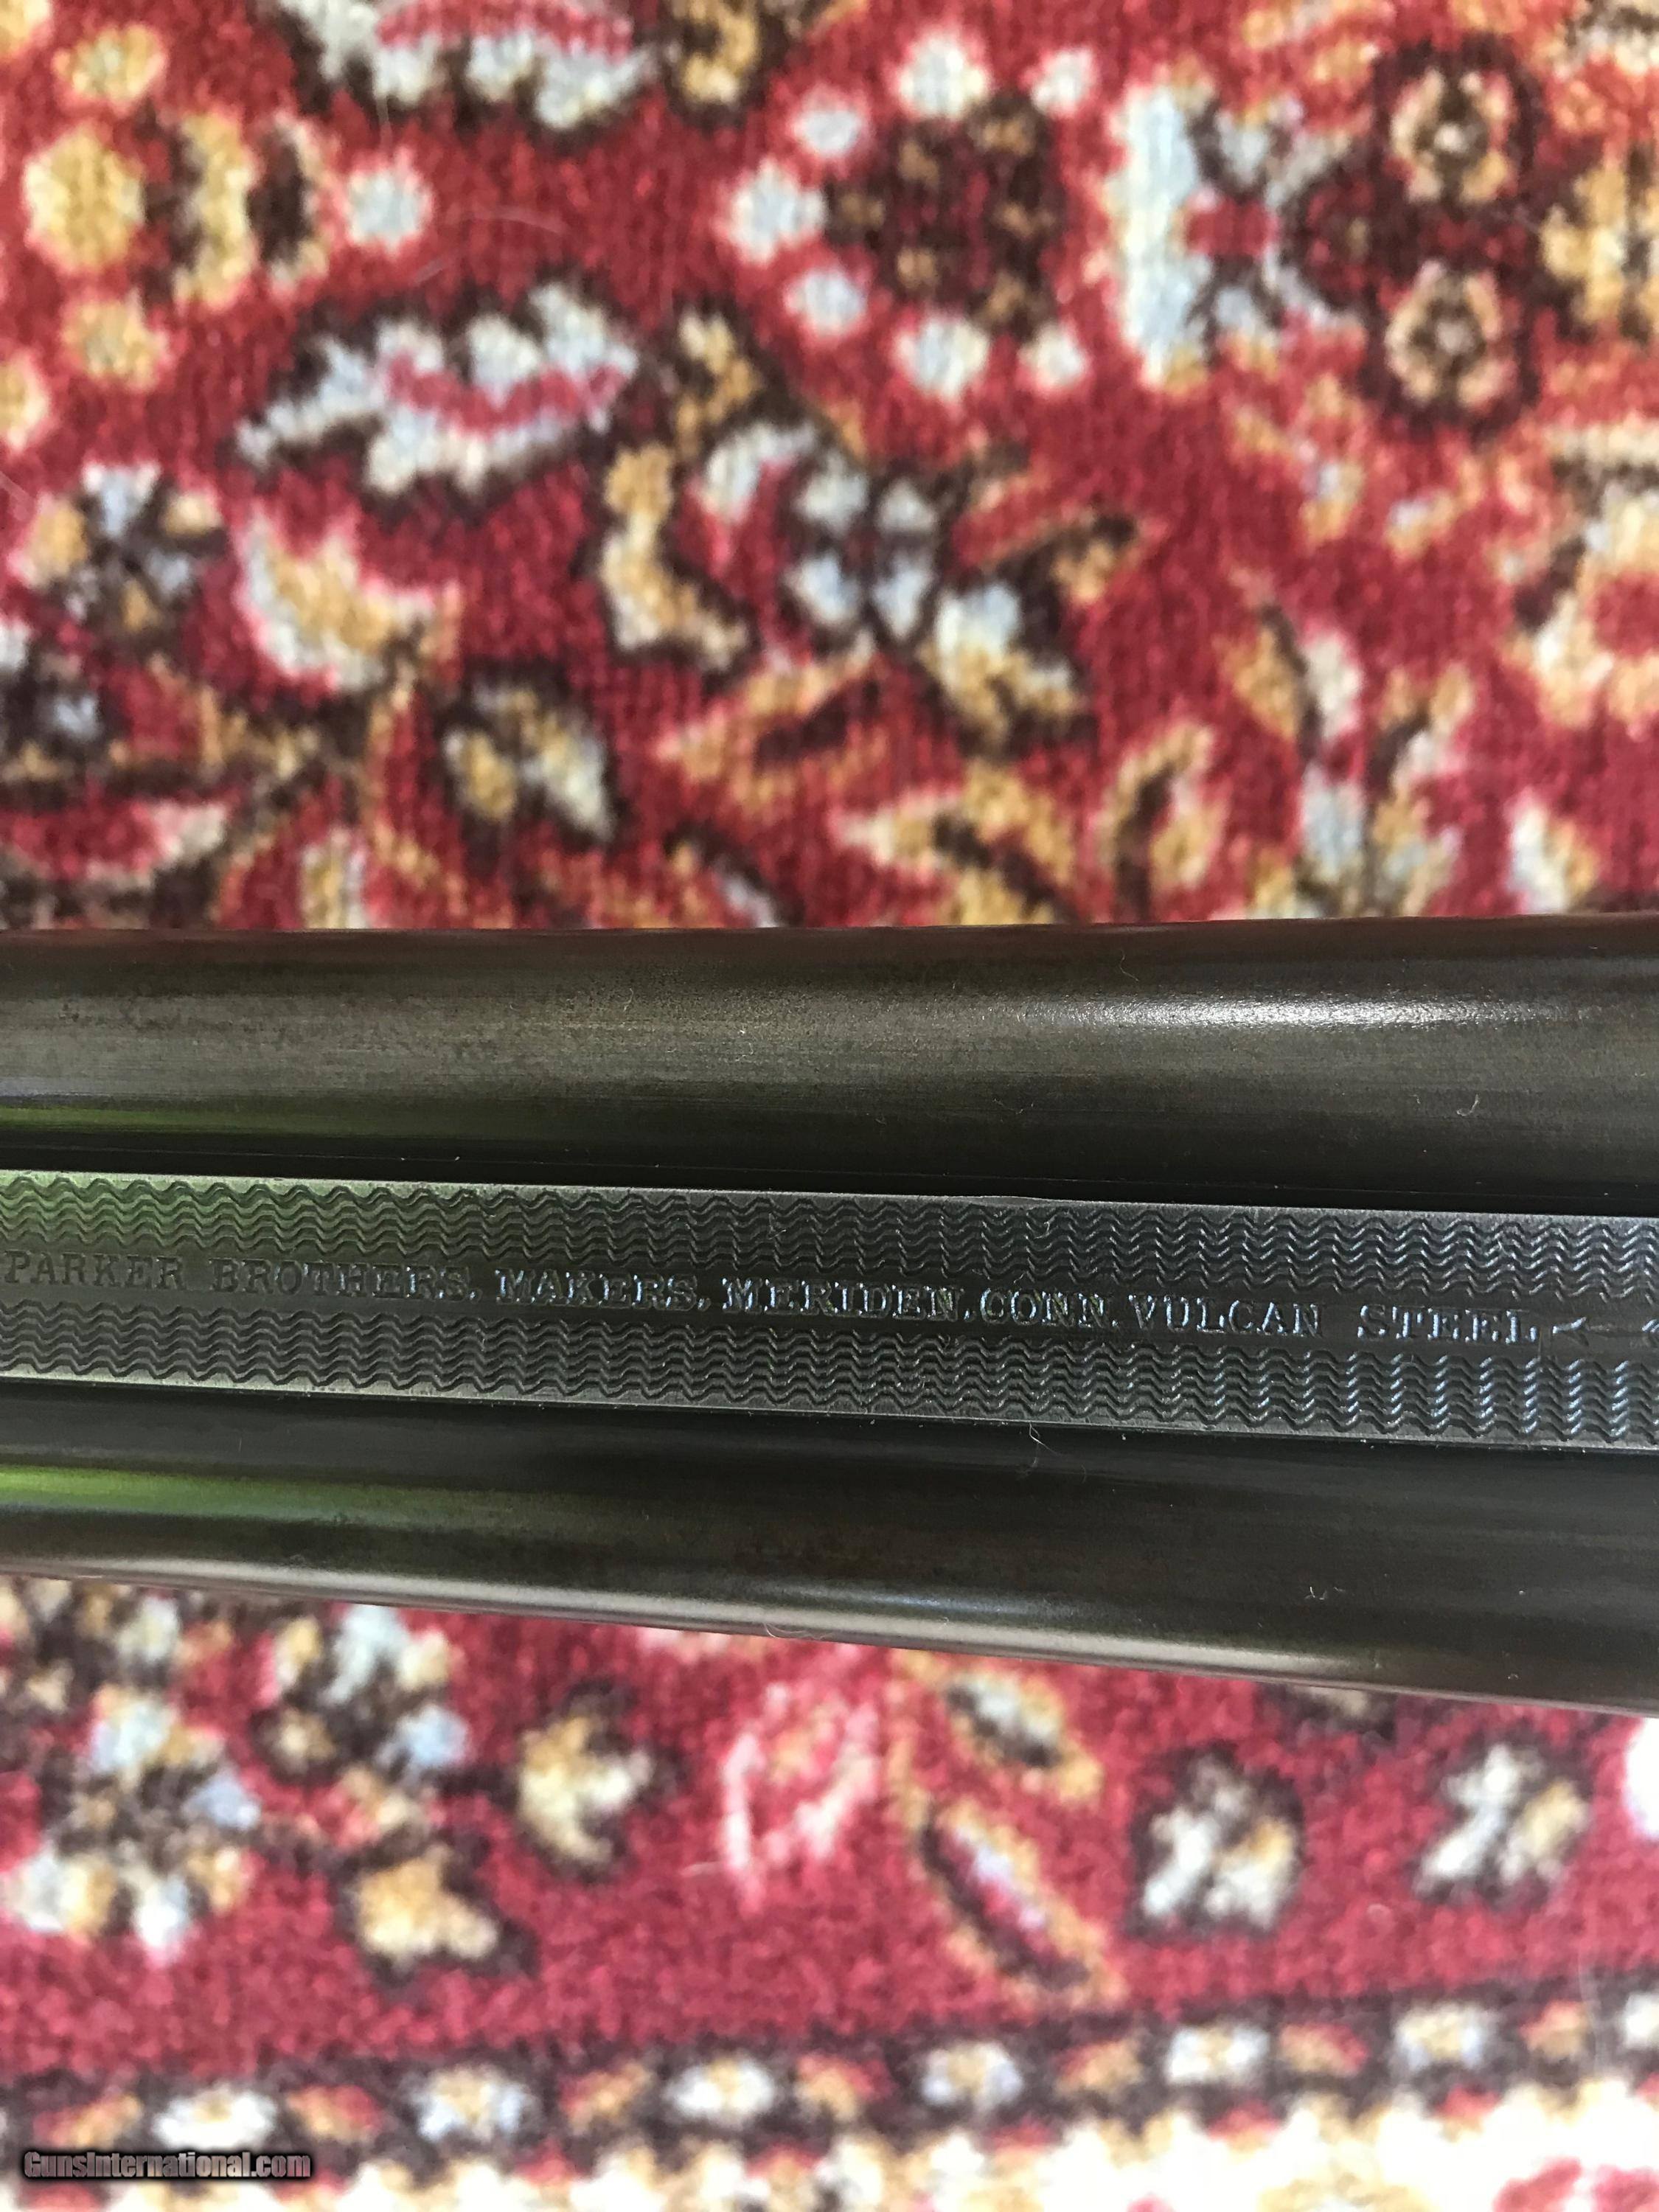 PARKER BROTHERS, MAKERS, MERIDEN, CONN. VULCAN STEEL
GunsInternational.com